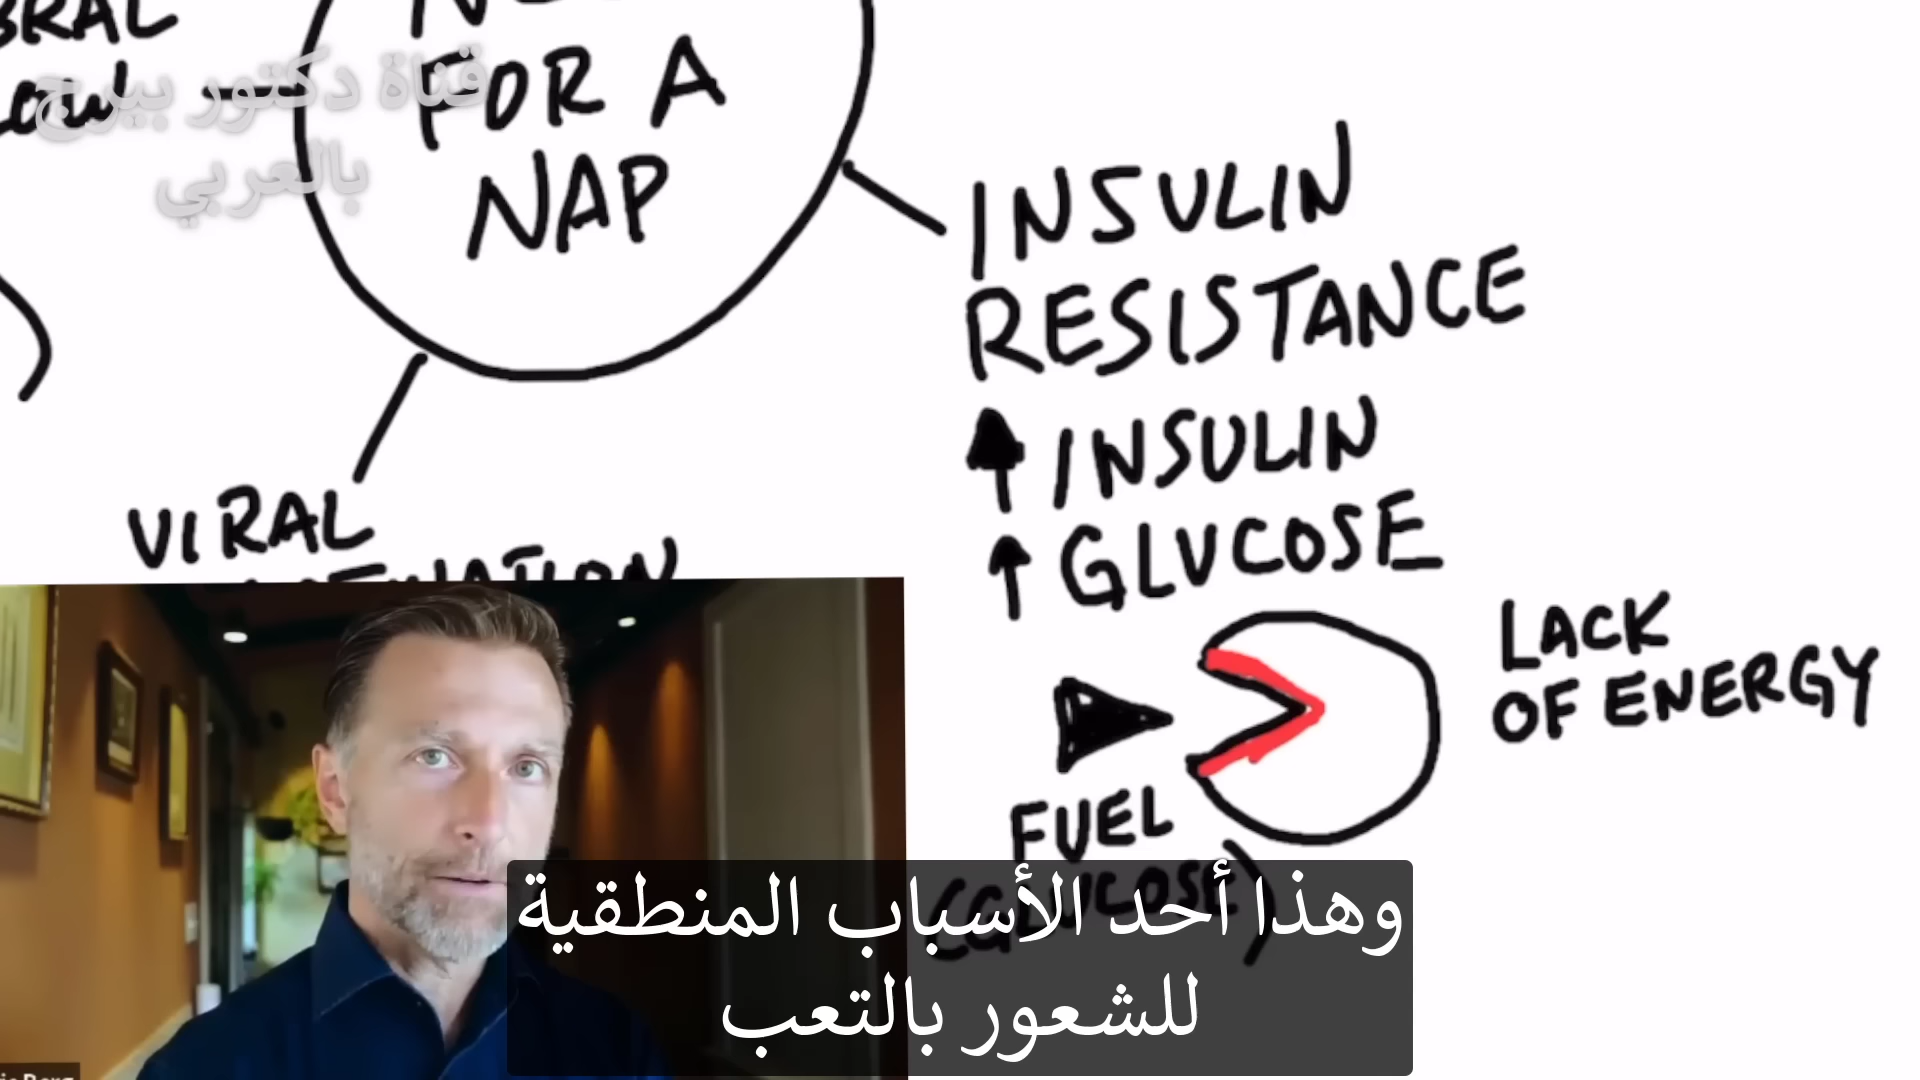 FOR A
NAP
قناة دكتور بيرج
بالعربي
INSULIN
RESISTANCE
↑ INSULIN
↑ GLUCOSE
LACK
OF ENERGY
FUEL
(GLUCOSE)
VIRAL
وهذا أحد الأسباب المنطقية
للشعور بالتعب